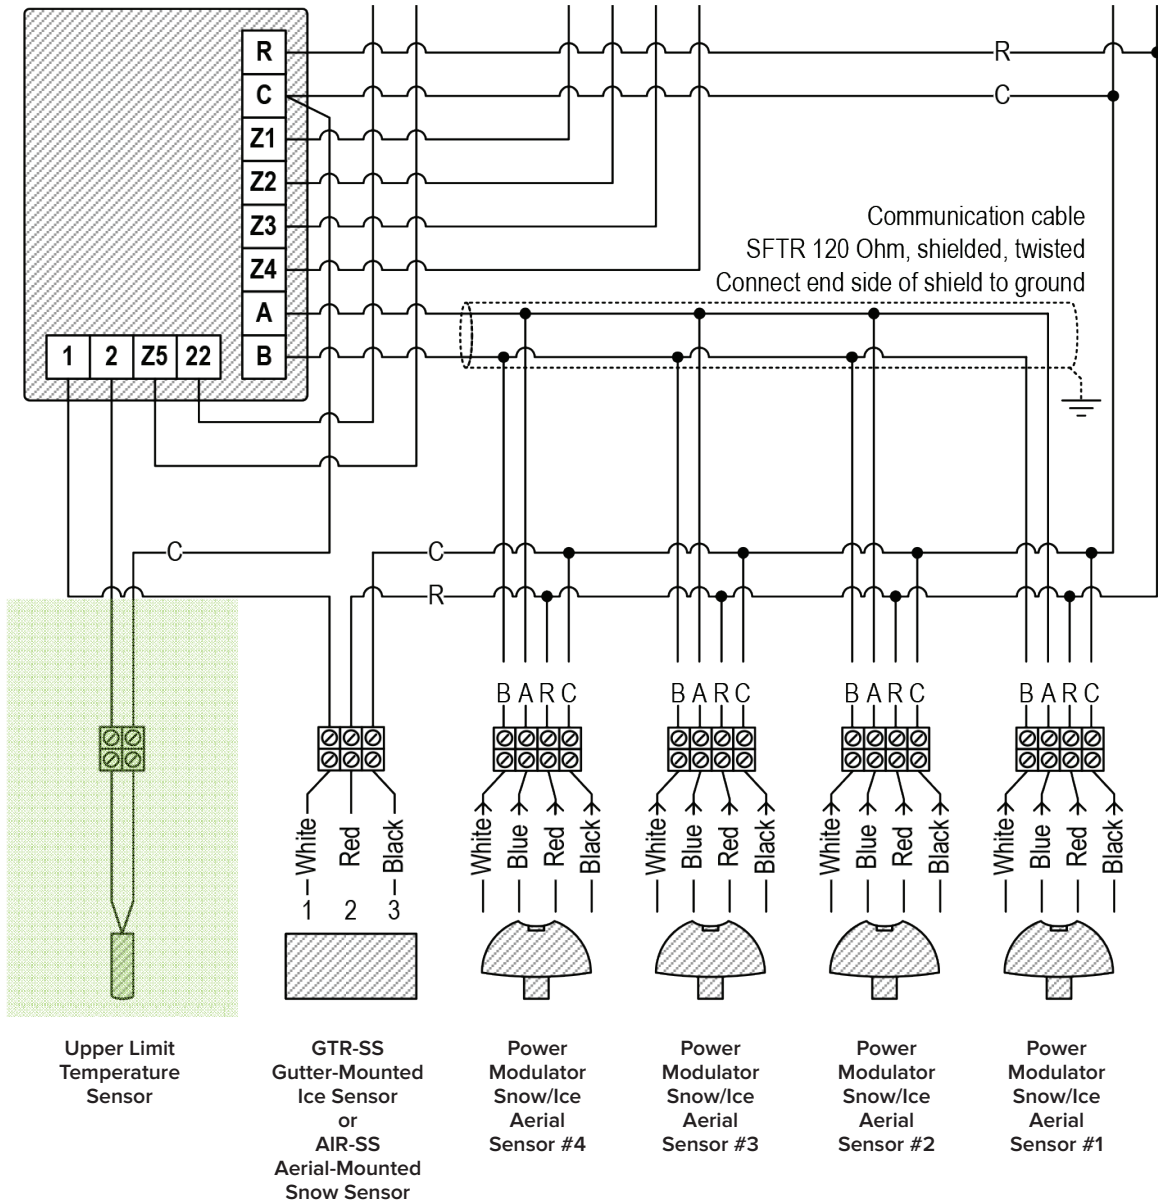 R
R
C
C
Z1
Z2
Z3
Communication cable
SFTR 120 Ohm, shielded, twisted
Z4
Connect end side of shield to ground
A
1 2 Z5 22
B
C
C
R
B A R C
B A R C
B A R C
B A R C
White
Red
Black
White
Blue
Red
Black
White
Blue
Red
Black
White
Blue
Red
Black
White
Blue
Red
Black
1 2 3
Upper Limit
Temperature
Sensor
GTR-SS
Gutter-Mounted
Ice Sensor
or
AIR-SS
Aerial-Mounted
Snow Sensor
Power
Modulator
Snow/Ice
Aerial
Sensor #4
Power
Modulator
Snow/Ice
Aerial
Sensor #3
Power
Modulator
Snow/Ice
Aerial
Sensor #2
Power
Modulator
Snow/Ice
Aerial
Sensor #1